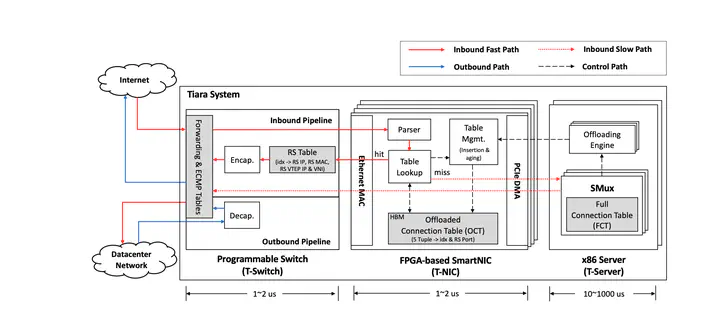 Inbound Fast Path
Inbound Slow Path
Outbound Path
Control Path
Internet
Tiara System
Inbound Pipeline
Forwarding & ECMP Tables
Encap.
RS Table
(idx -> RS IP, RS MAC,
RS VTEP IP & VNI)
Decap.
Outbound Pipeline
Datacenter
Network
Programmable Switch
(T-Switch)
Ethernet MAC
Parser
hit
Table
Lookup
miss
Table
Mgmt.
(Insertion &
aging)
HBM
Offloaded
Connection Table (OCT)
(5 Tuple -> idx & RS Port)
PCIe DMA
FPGA-based SmartNIC
(T-NIC)
Offloading
Engine
SMux
Full
Connection Table
(FCT)
x86 Server
(T-Server)
1~2 us
1~2 us
10~1000 us